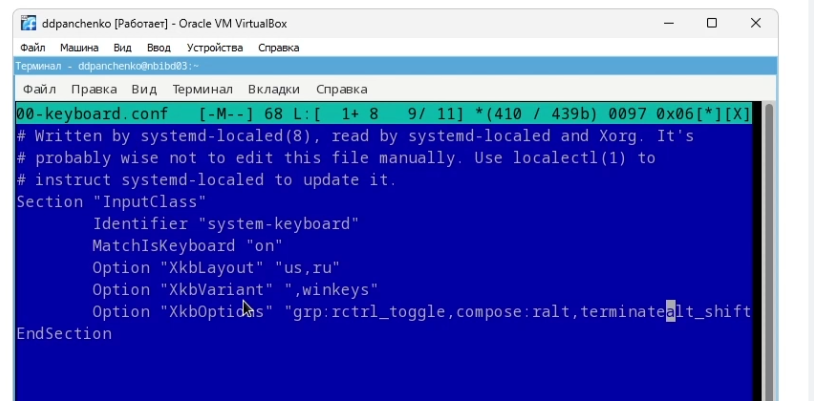 ddpanchenko [Работает] - Oracle VM VirtualBox
Файл Машина Вид Ввод Устройства Справка
Терминал - ddpanchenko@nbibd03:~
Файл Правка Вид Терминал Вкладки Справка
00-keyboard.conf [-M--] 68 L:[ 1+ 8 9/ 11] *(410 / 439b) 0097 0x06[*][X]
# Written by systemd-localed(8), read by systemd-localed and Xorg. It's
# probably wise not to edit this file manually. Use localectl(1) to
# instruct systemd-localed to update it.
Section "InputClass"
Identifier "system-keyboard"
MatchIsKeyboard "on"
Option "XkbLayout" "us,ru"
Option "XkbVariant" ",winkeys"
Option "XkbOptions" "grp:rctrl_toggle,compose:ralt,terminatealt_shift
EndSection